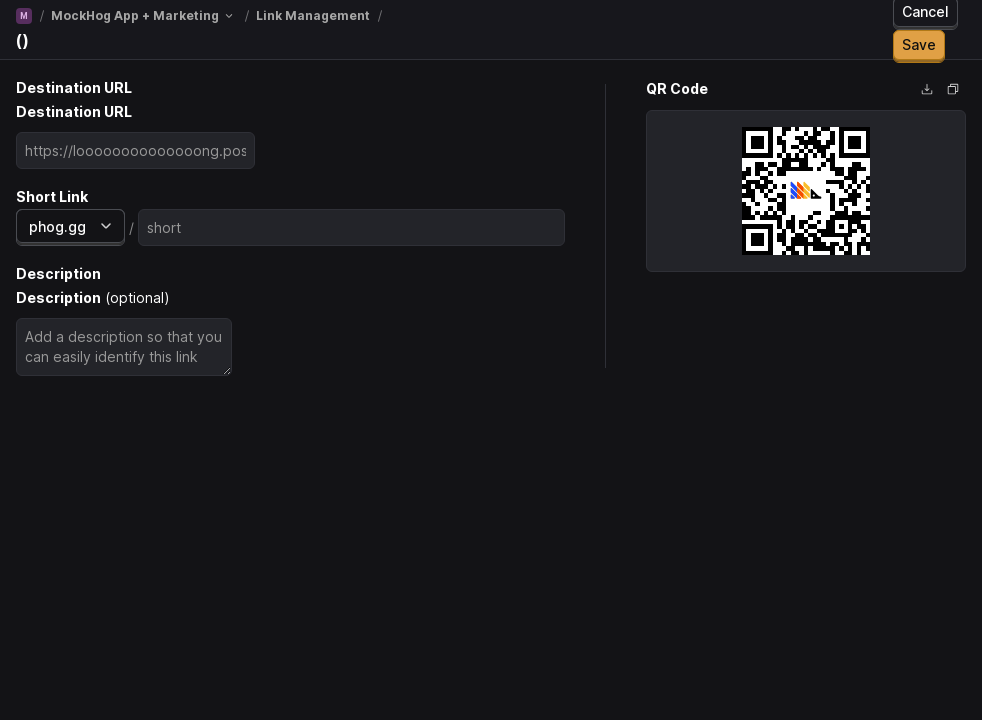 M / MockHog App + Marketing / Link Management /
()
Cancel
Save
Destination URL
Destination URL
https://loooooooooooooong.pos
Short Link
phog.gg / short
Description
Description (optional)
Add a description so that you
can easily identify this link
QR Code